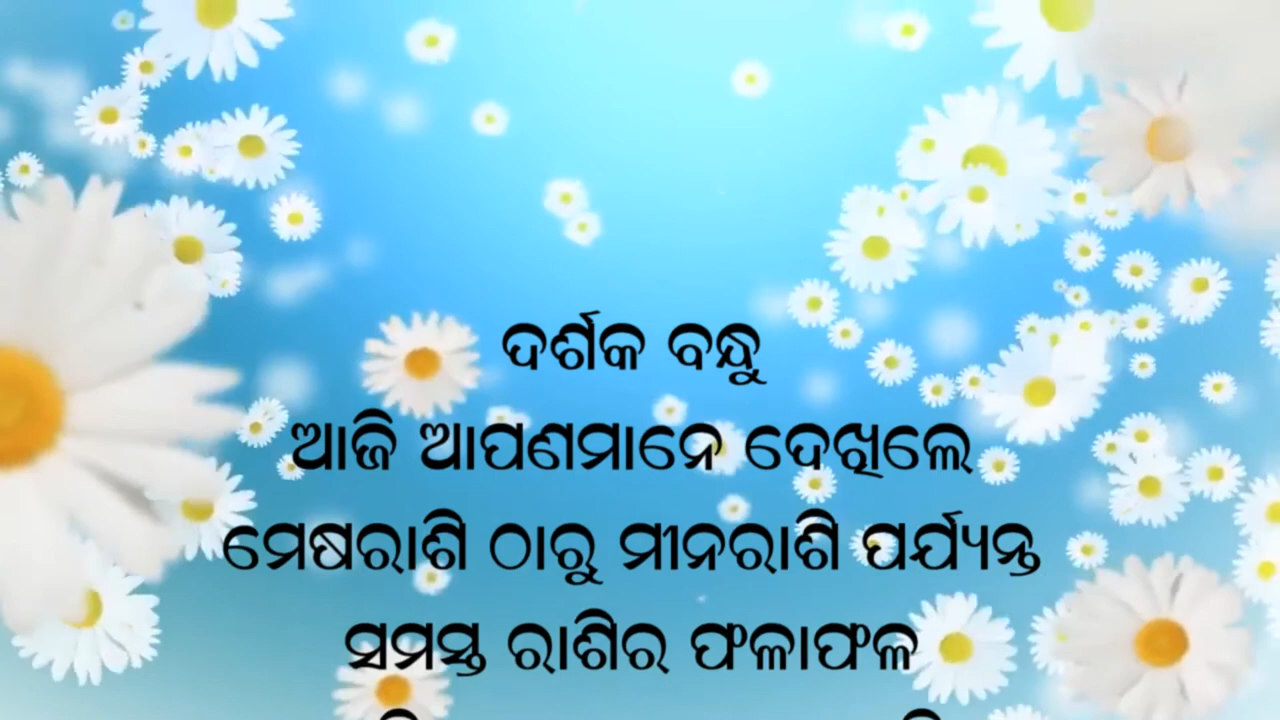 ଦର୍ଶକ ବନ୍ଧୁ
ଆଜି ଆପଣମାନେ ଦେଖିଲେ
ମେଷରାଶି ଠାରୁ ମୀନରାଶି ପର୍ଯ୍ୟନ୍ତ
ସମସ୍ତ ରାଶିର ଫଳାଫଳ